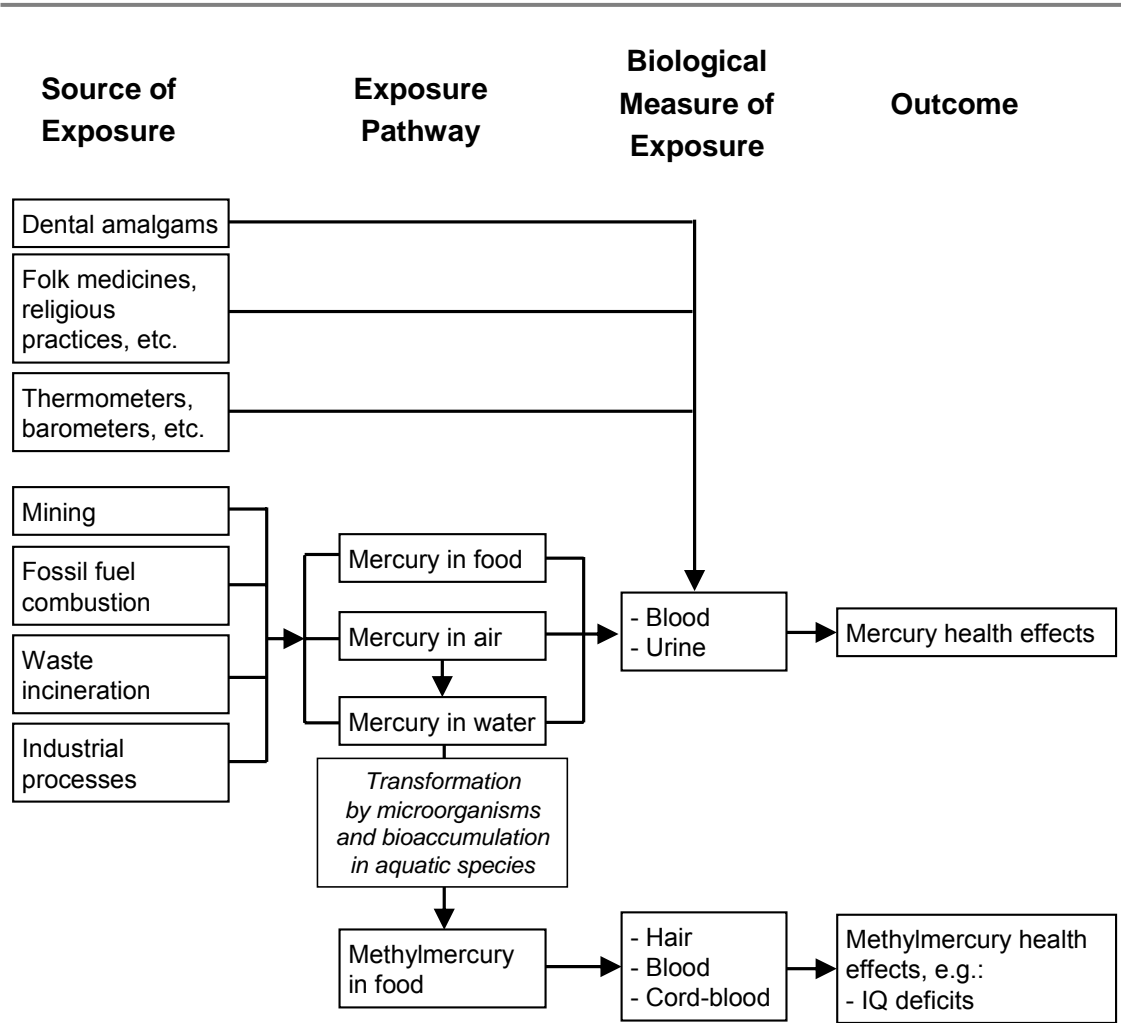 Source of
Exposure
Exposure
Pathway
Biological
Measure of
Exposure
Outcome
Dental amalgams
Folk medicines,
religious
practices, etc.
Thermometers,
barometers, etc.
Mining
Fossil fuel
combustion
Waste
incineration
Industrial
processes
Mercury in food
Mercury in air
Mercury in water
Transformation
by microorganisms
and bioaccumulation
in aquatic species
Methylmercury
in food
- Blood
- Urine
- Hair
- Blood
- Cord-blood
Mercury health effects
Methylmercury health
effects, e.g.:
- IQ deficits